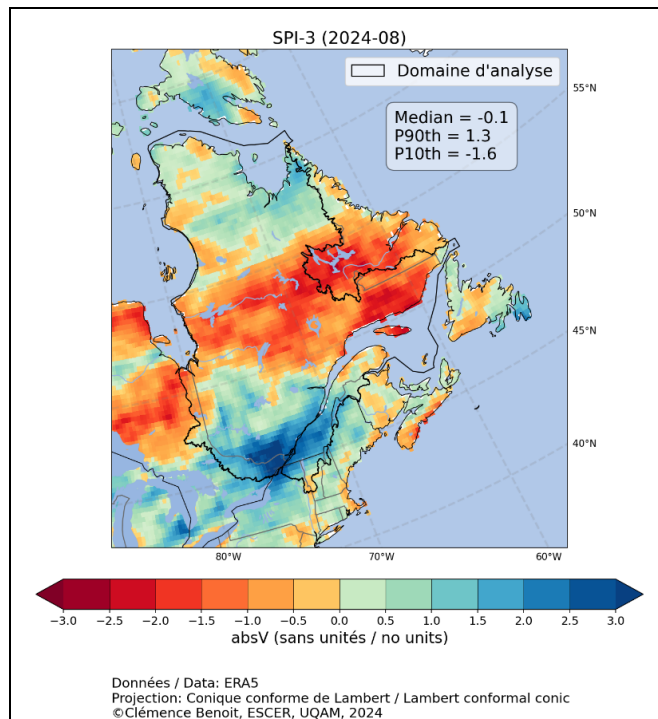 SPI-3 (2024-08)
Domaine d'analyse
Median = -0.1
P90th = 1.3
P10th = -1.6
55°N
50°N
45°N
40°N
80°W
70°W
60°W
−3.0 −2.5 −2.0 −1.5 −1.0 −0.5 0.0 0.5 1.0 1.5 2.0 2.5 3.0
absV (sans unités / no units)
Données / Data: ERA5
Projection: Conique conforme de Lambert / Lambert conformal conic
©Clémence Benoit, ESCER, UQAM, 2024